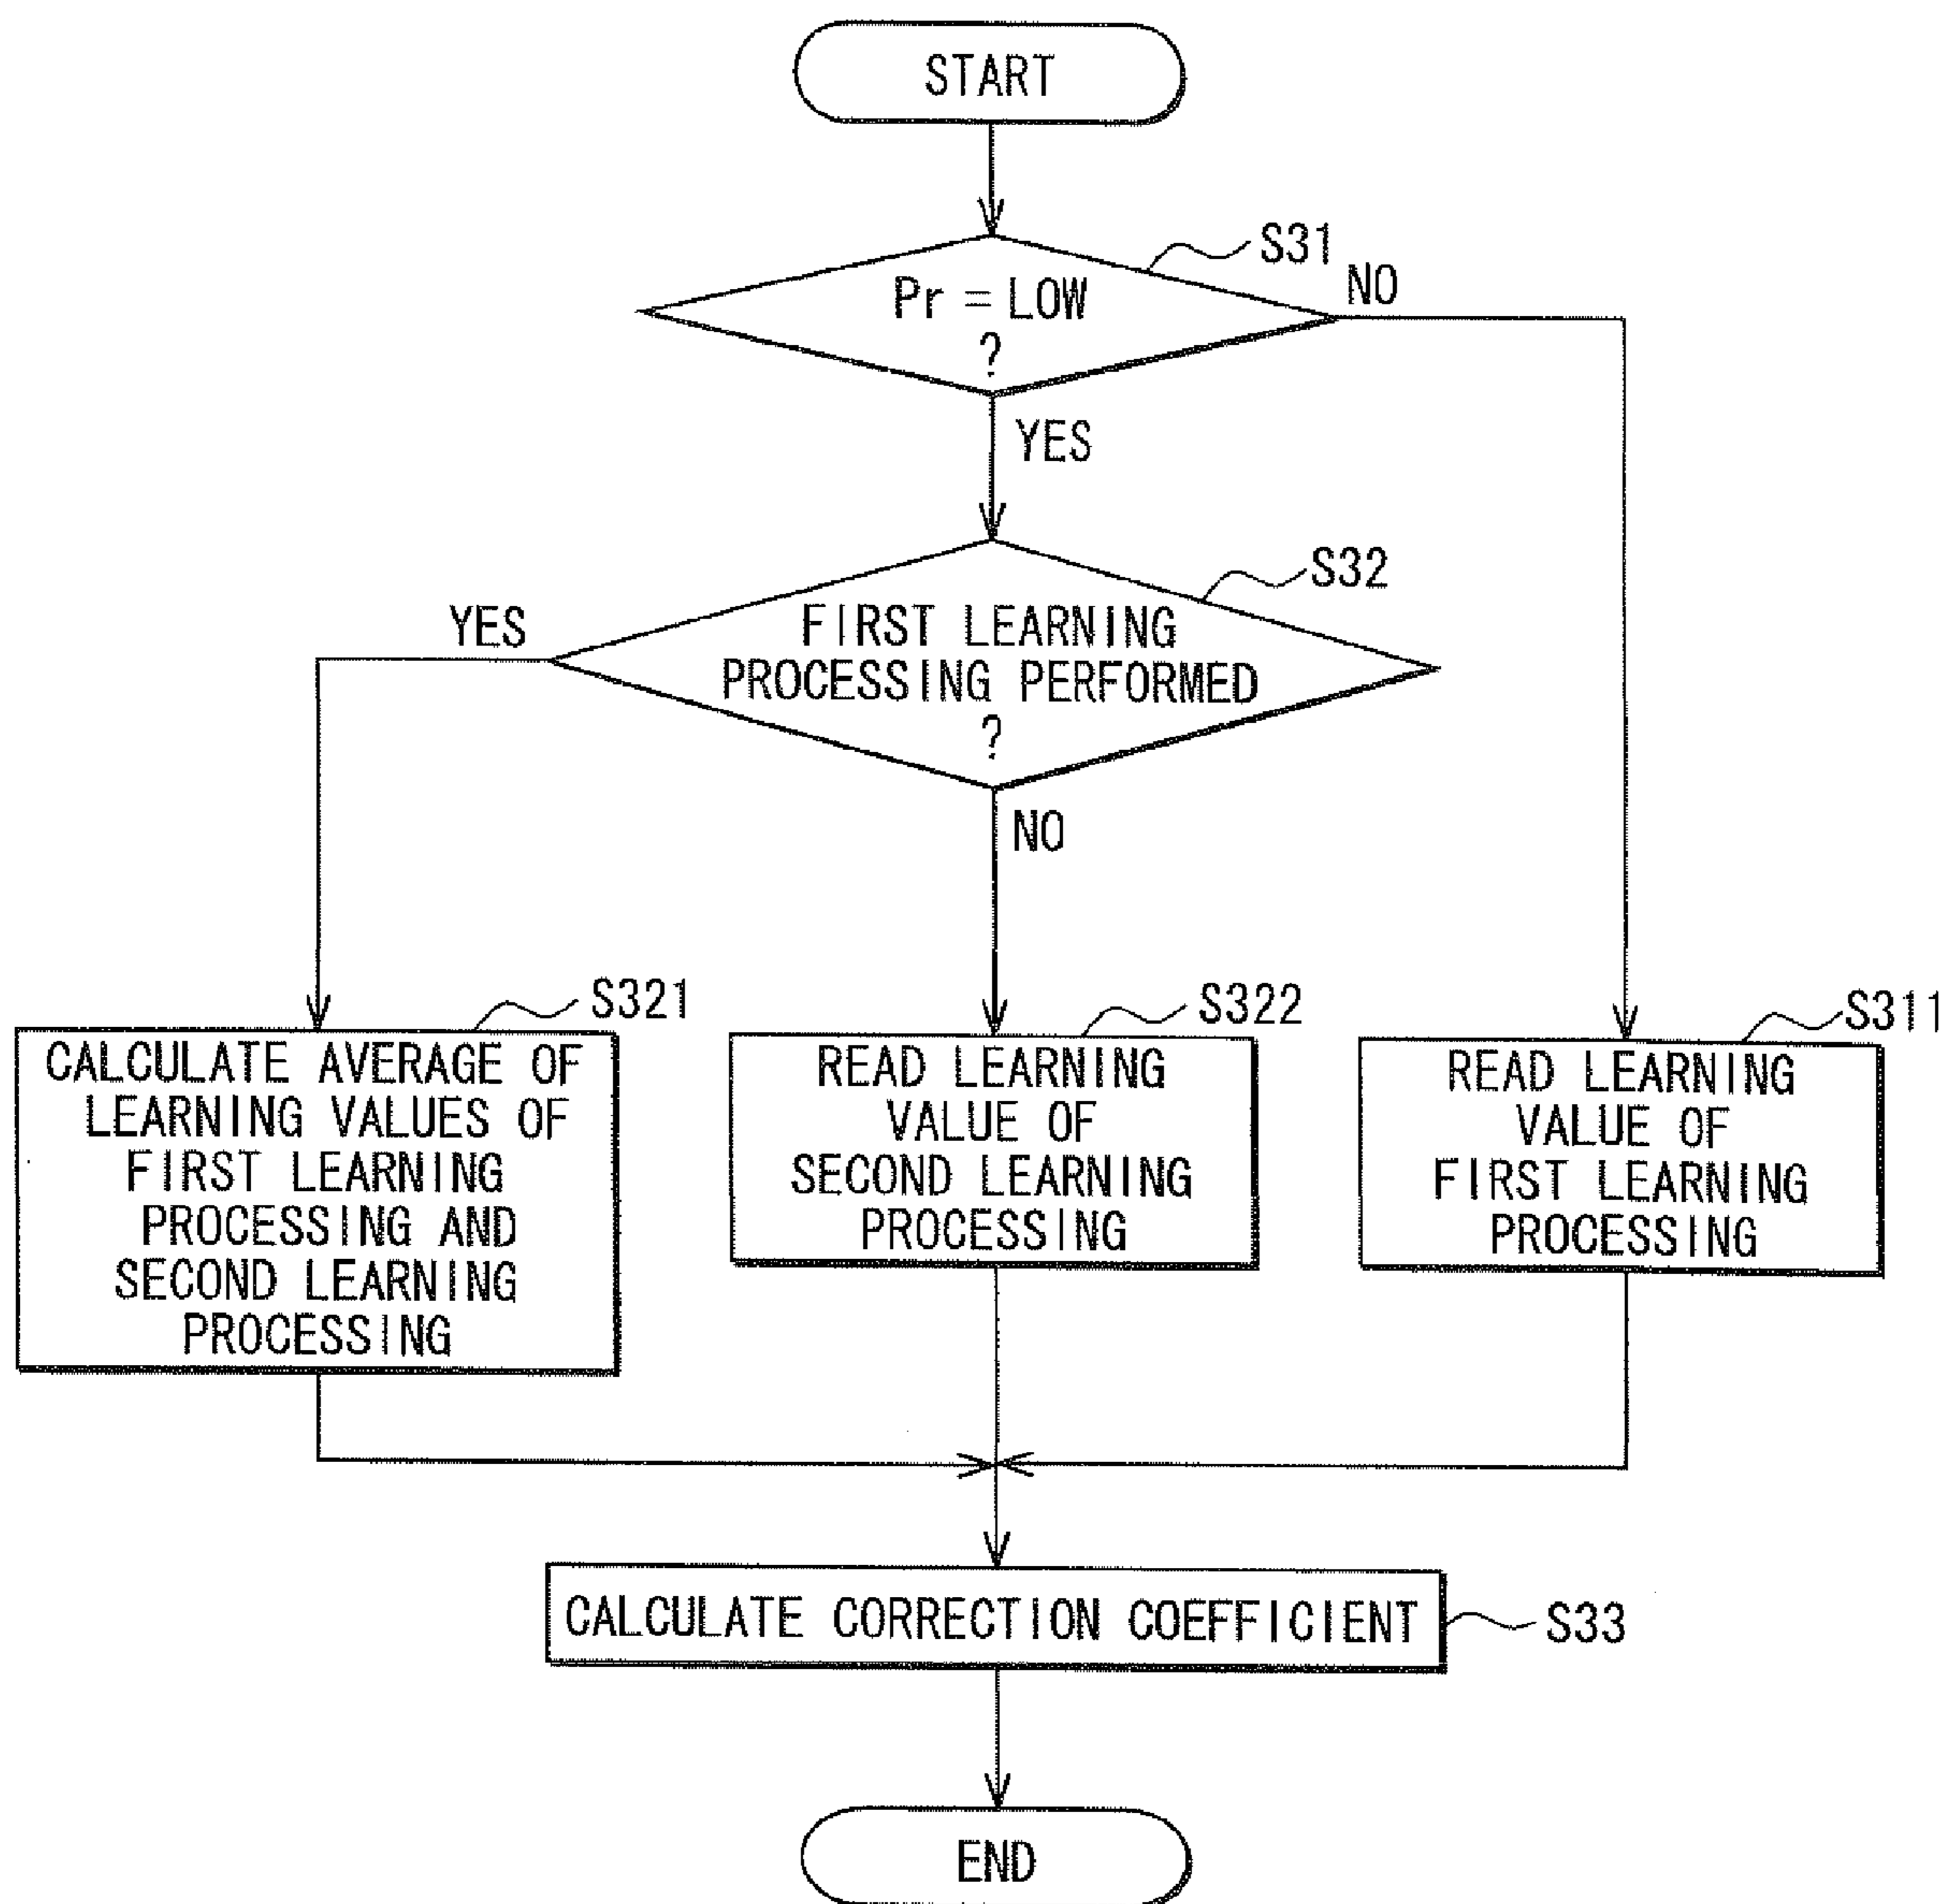 START
S31
Pr = LOW
?
NO
YES
S32
YES
FIRST LEARNING
PROCESSING PERFORMED
?
NO
S321
CALCULATE AVERAGE OF
LEARNING VALUES OF
FIRST LEARNING
PROCESSING AND
SECOND LEARNING
PROCESSING
S322
READ LEARNING
VALUE OF
SECOND LEARNING
PROCESSING
S311
READ LEARNING
VALUE OF
FIRST LEARNING
PROCESSING
CALCULATE CORRECTION COEFFICIENT
S33
END